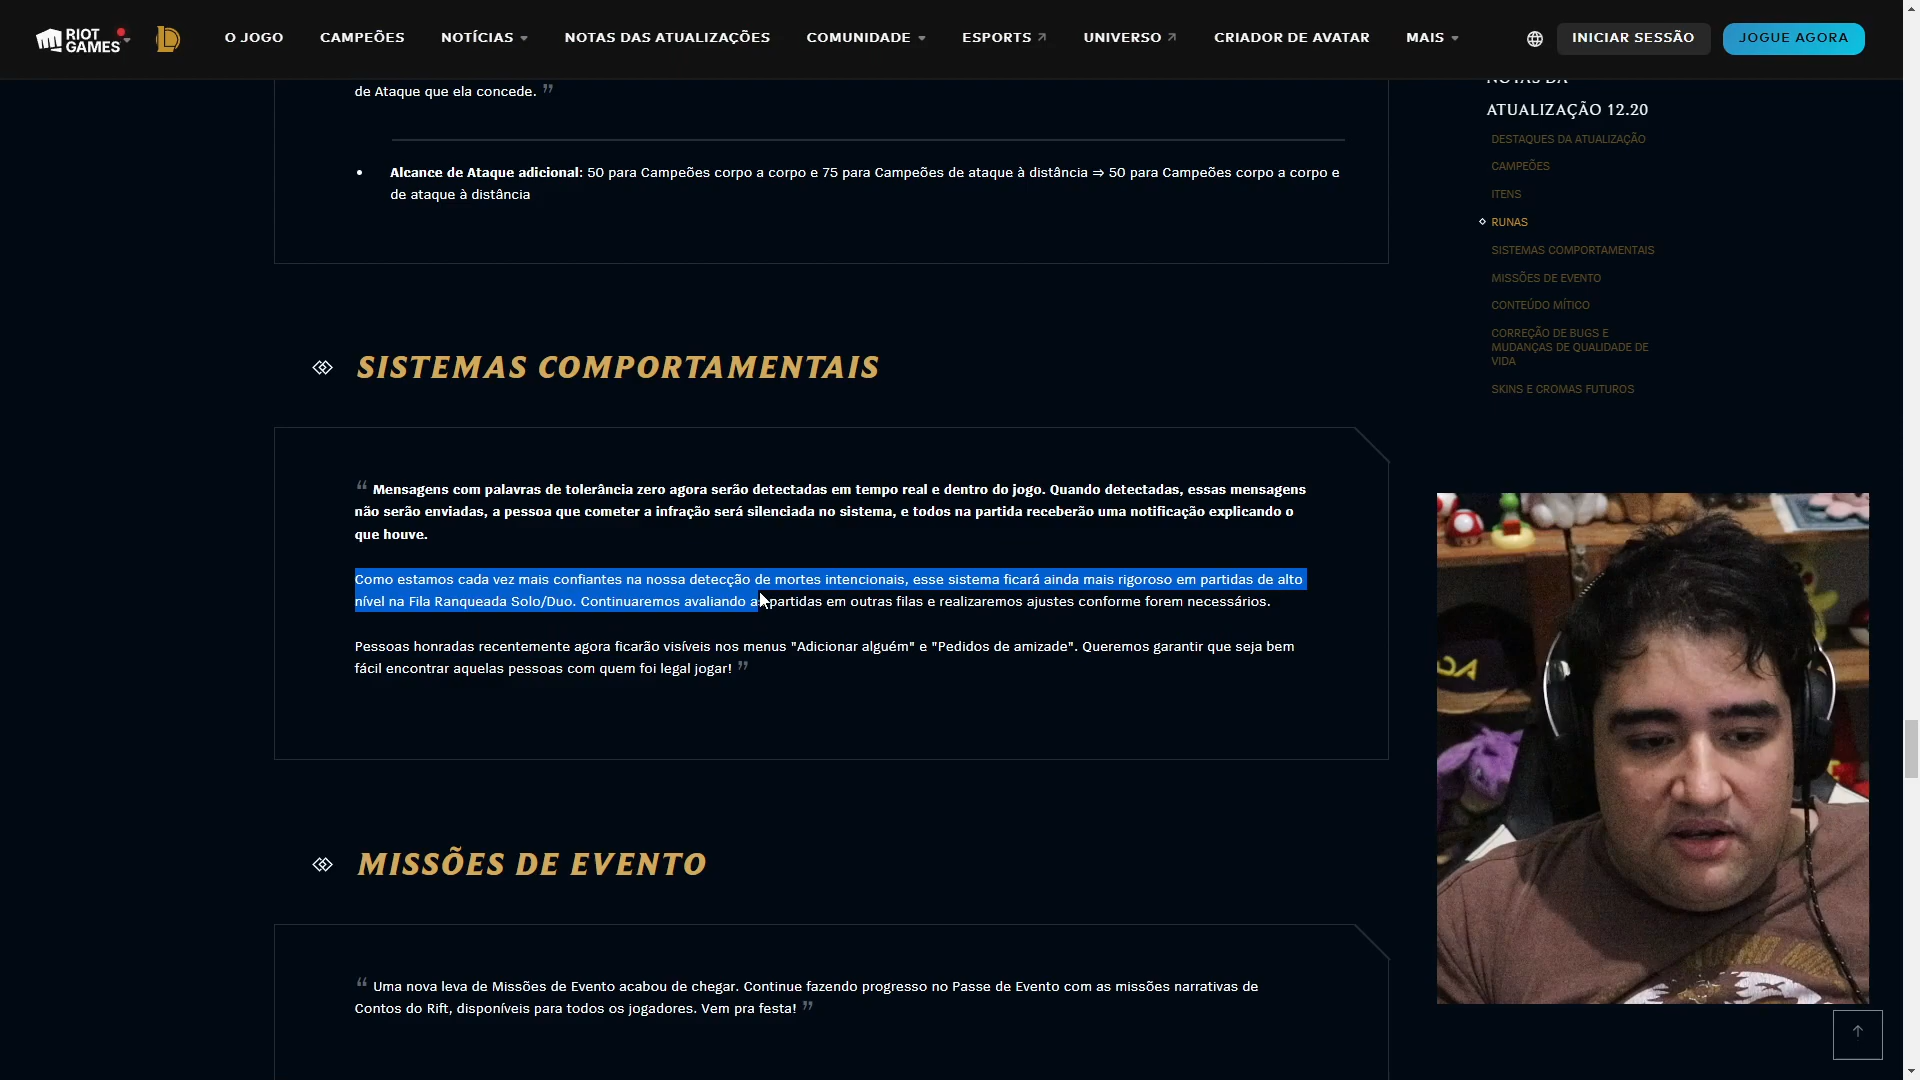 RIOT GAMES
O JOGO CAMPEÕES NOTÍCIAS NOTAS DAS ATUALIZAÇÕES COMUNIDADE ESPORTS UNIVERSO CRIADOR DE AVATAR MAIS INICIAR SESSÃO JOGUE AGORA
de Ataque que ela concede. ”
• Alcance de Ataque adicional: 50 para Campeões corpo a corpo e 75 para Campeões de ataque à distância ⇒ 50 para Campeões corpo a corpo e
de ataque à distância
SISTEMAS COMPORTAMENTAIS
“ Mensagens com palavras de tolerância zero agora serão detectadas em tempo real e dentro do jogo. Quando detectadas, essas mensagens
não serão enviadas, a pessoa que cometer a infração será silenciada no sistema, e todos na partida receberão uma notificação explicando o
que houve.
Como estamos cada vez mais confiantes na nossa detecção de mortes intencionais, esse sistema ficará ainda mais rigoroso em partidas de alto
nível na Fila Ranqueada Solo/Duo. Continuaremos avaliando as partidas em outras filas e realizaremos ajustes conforme forem necessários.
Pessoas honradas recentemente agora ficarão visíveis nos menus "Adicionar alguém" e "Pedidos de amizade". Queremos garantir que seja bem
fácil encontrar aquelas pessoas com quem foi legal jogar! ”
MISSÕES DE EVENTO
“ Uma nova leva de Missões de Evento acabou de chegar. Continue fazendo progresso no Passe de Evento com as missões narrativas de
Contos do Rift, disponíveis para todos os jogadores. Vem pra festa! ”
NOTAS DA
ATUALIZAÇÃO 12.20
DESTAQUES DA ATUALIZAÇÃO
CAMPEÕES
ITENS
RUNAS
SISTEMAS COMPORTAMENTAIS
MISSÕES DE EVENTO
CONTEÚDO MÍTICO
CORREÇÃO DE BUGS E
MUDANÇAS DE QUALIDADE DE
VIDA
SKINS E CROMAS FUTUROS